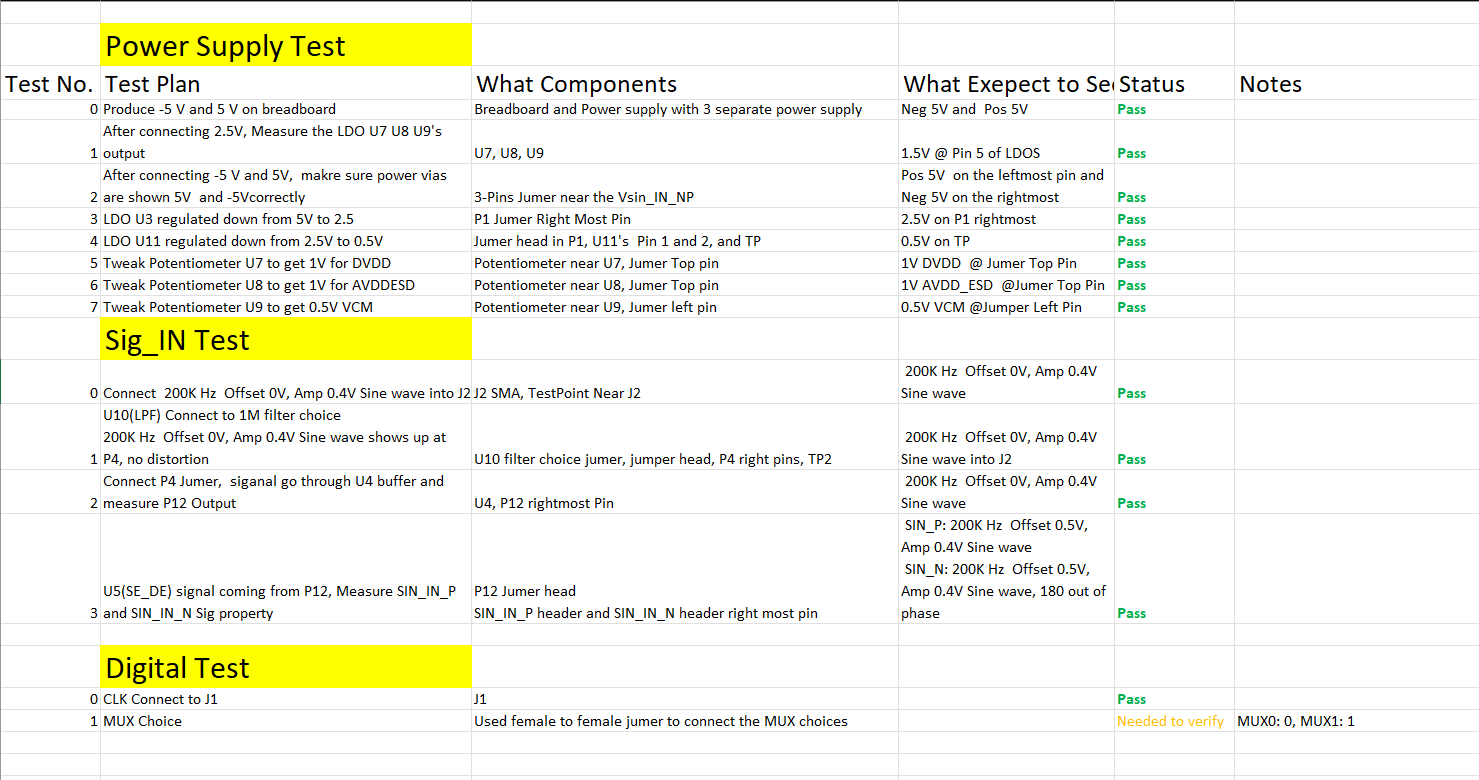 Power Supply Test
Test No. Test Plan What Components What Exepect to See Status Notes
0 Produce -5 V and 5 V on breadboard Breadboard and Power supply with 3 separate power supply Neg 5V and  Pos 5V Pass
After connecting 2.5V, Measure the LDO U7 U8 U9's
1 output U7, U8, U9 1.5V @ Pin 5 of LDOS Pass
After connecting -5 V and 5V,  makre sure power vias Pos 5V  on the leftmost pin and
2 are shown 5V  and -5Vcorrectly 3-Pins Jumer near the Vsin_IN_NP Neg 5V on the rightmost Pass
3 LDO U3 regulated down from 5V to 2.5 P1 Jumer Right Most Pin 2.5V on P1 rightmost Pass
4 LDO U11 regulated down from 2.5V to 0.5V Jumer head in P1, U11's  Pin 1 and 2, and TP 0.5V on TP Pass
5 Tweak Potentiometer U7 to get 1V for DVDD Potentiometer near U7, Jumer Top pin 1V DVDD  @ Jumer Top Pin Pass
6 Tweak Potentiometer U8 to get 1V for AVDDESD Potentiometer near U8, Jumer Top pin 1V AVDD_ESD  @Jumer Top Pin Pass
7 Tweak Potentiometer U9 to get 0.5V VCM Potentiometer near U9, Jumer left pin 0.5V VCM @Jumper Left Pin Pass
Sig_IN Test
200K Hz  Offset 0V, Amp 0.4V
0 Connect  200K Hz  Offset 0V, Amp 0.4V Sine wave into J2 J2 SMA, TestPoint Near J2 Sine wave Pass
U10(LPF) Connect to 1M filter choice
200K Hz  Offset 0V, Amp 0.4V Sine wave shows up at 200K Hz  Offset 0V, Amp 0.4V
1 P4, no distortion U10 filter choice jumer, jumper head, P4 right pins, TP2 Sine wave into J2 Pass
Connect P4 Jumer,  siganal go through U4 buffer and 200K Hz  Offset 0V, Amp 0.4V
2 measure P12 Output U4, P12 rightmost Pin Sine wave Pass
SIN_P: 200K Hz  Offset 0.5V,
Amp 0.4V Sine wave
SIN_N: 200K Hz  Offset 0.5V,
U5(SE_DE) signal coming from P12, Measure SIN_IN_P P12 Jumer head Amp 0.4V Sine wave, 180 out of
3 and SIN_IN_N Sig property SIN_IN_P header and SIN_IN_N header right most pin phase Pass
Digital Test
0 CLK Connect to J1 J1 Pass
1 MUX Choice Used female to female jumer to connect the MUX choices Needed to verify MUX0: 0, MUX1: 1